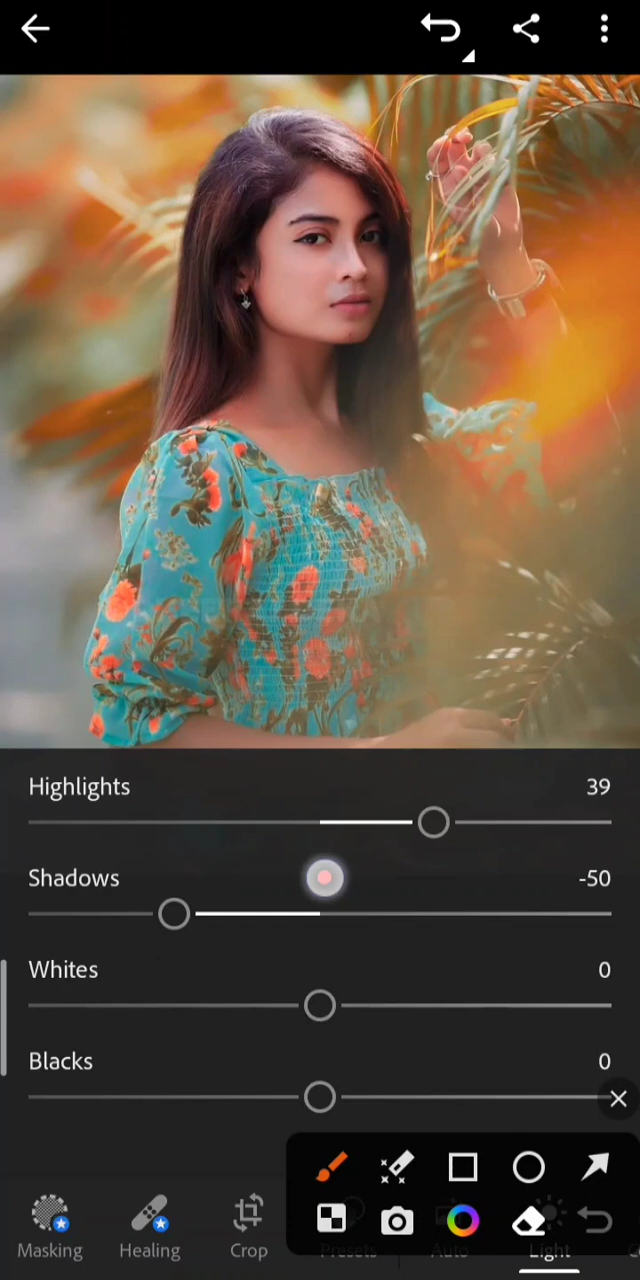 Highlights 39
Shadows -50
Whites 0
Blacks 0
Masking Healing Crop Presets Auto Light